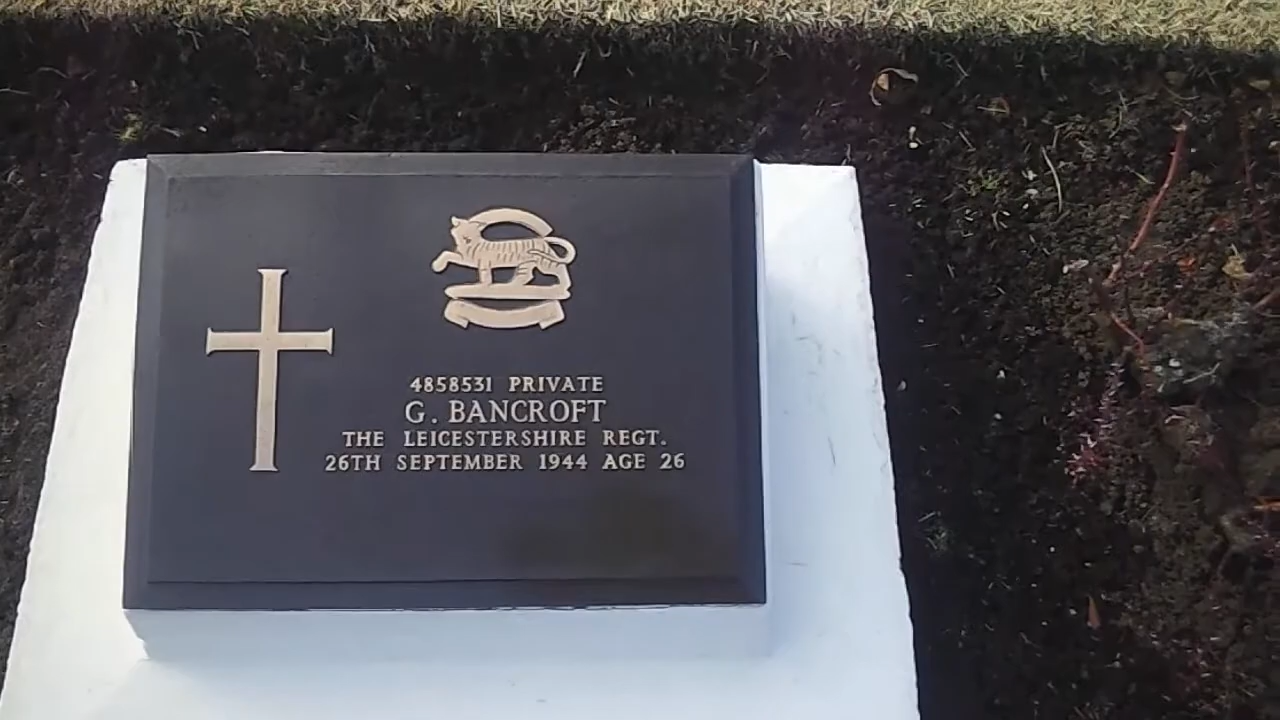 4858531 PRIVATE
G. BANCROFT
THE LEICESTERSHIRE REGT.
26TH SEPTEMBER 1944 AGE 26